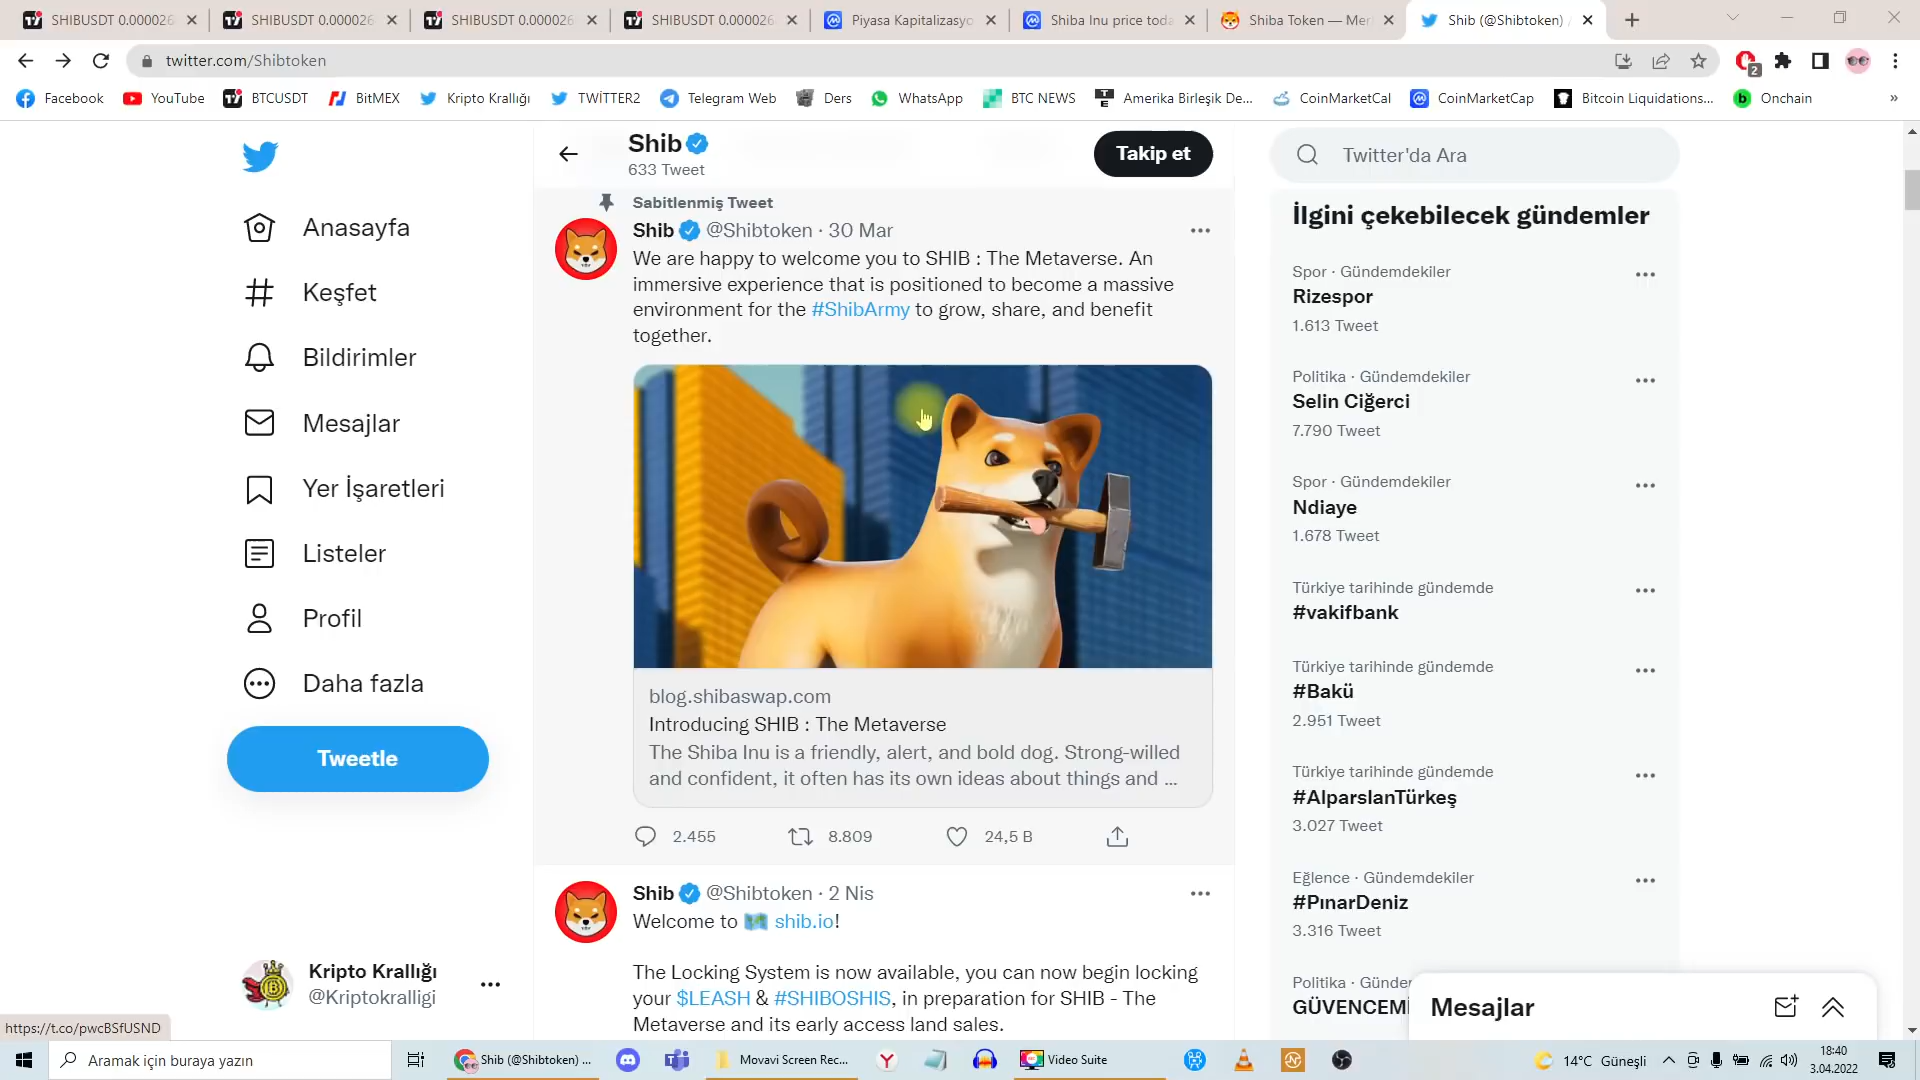 SHIBUSDT 0.000026
SHIBUSDT 0.000026
SHIBUSDT 0.000026
SHIBUSDT 0.000026
Piyasa Kapitalizasyo
Shiba Inu price toda
Shiba Token — Mer
Shib (@Shibtoken) /
twitter.com/Shibtoken
2
Facebook
YouTube
BTCUSDT
BitMEX
Kripto Krallığı
TWİTTER2
Telegram Web
Ders
WhatsApp
BTC NEWS
Amerika Birleşik De...
CoinMarketCal
CoinMarketCap
Bitcoin Liquidations...
Onchain
»
Anasayfa
Keşfet
Bildirimler
Mesajlar
Yer İşaretleri
Listeler
Profil
Daha fazla
Tweetle
Kripto Krallığı
@Kriptokralligi
https://t.co/pwcBSfUSND
Shib
633 Tweet
Takip et
Sabitlenmiş Tweet
Shib @Shibtoken · 30 Mar
We are happy to welcome you to SHIB : The Metaverse. An
immersive experience that is positioned to become a massive
environment for the #ShibArmy to grow, share, and benefit
together.
blog.shibaswap.com
Introducing SHIB : The Metaverse
The Shiba Inu is a friendly, alert, and bold dog. Strong-willed
and confident, it often has its own ideas about things and ...
2.455
8.809
24,5 B
Shib @Shibtoken · 2 Nis
Welcome to shib.io!
The Locking System is now available, you can now begin locking
your $LEASH & #SHIBOSHIS, in preparation for SHIB - The
Metaverse and its early access land sales.
Twitter'da Ara
İlgini çekebilecek gündemler
Spor · Gündemdekiler
Rizespor
1.613 Tweet
Politika · Gündemdekiler
Selin Ciğerci
7.790 Tweet
Spor · Gündemdekiler
Ndiaye
1.678 Tweet
Türkiye tarihinde gündemde
#vakifbank
Türkiye tarihinde gündemde
#Bakü
2.951 Tweet
Türkiye tarihinde gündemde
#AlparslanTürkeş
3.027 Tweet
Eğlence · Gündemdekiler
#PınarDeniz
3.316 Tweet
Politika · Günder
GÜVENCEMİ
Mesajlar
Aramak için buraya yazın
Shib (@Shibtoken) ...
Movavi Screen Rec...
Video Suite
14°C Güneşli
18:40
3.04.2022